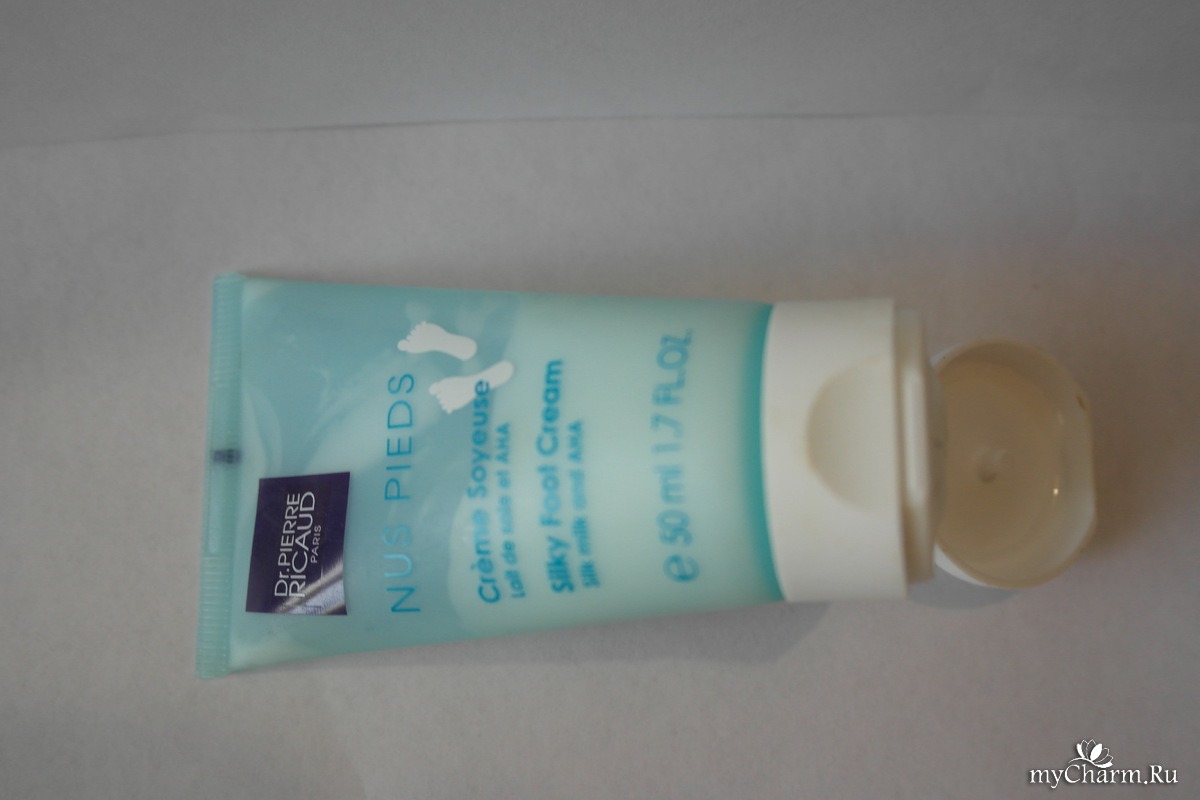 Dr.PIERRE
RICAUD
PARIS
NUS PIEDS
Crème Soyeuse
Lait de soie et AHA
Silky Foot Cream
Silk milk and AHA
e 50 ml 1.7 FL.OZ.
myCharm.Ru